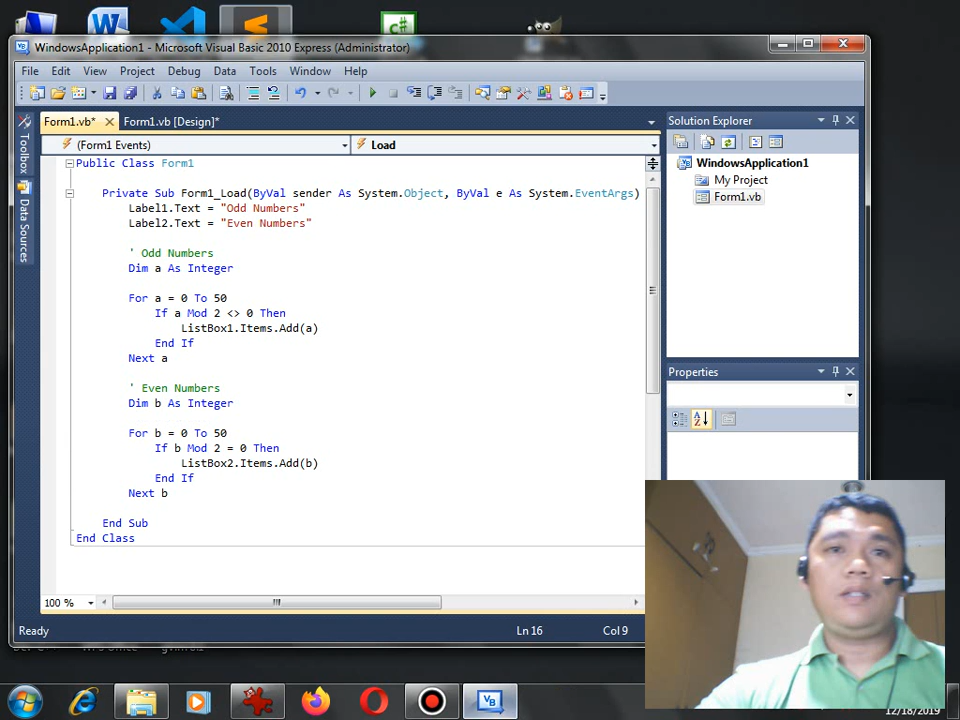 WindowsApplication1 - Microsoft Visual Basic 2010 Express (Administrator)
File Edit View Project Debug Data Tools Window Help
Form1.vb* Form1.vb [Design]*
(Form1 Events) Load
Toolbox
Data Sources
Public Class Form1
Private Sub Form1_Load(ByVal sender As System.Object, ByVal e As System.EventArgs)
Label1.Text = "Odd Numbers"
Label2.Text = "Even Numbers"
' Odd Numbers
Dim a As Integer
For a = 0 To 50
If a Mod 2 <> 0 Then
ListBox1.Items.Add(a)
End If
Next a
' Even Numbers
Dim b As Integer
For b = 0 To 50
If b Mod 2 = 0 Then
ListBox2.Items.Add(b)
End If
Next b
End Sub
End Class
100 %
Ready Ln 16 Col 9
Solution Explorer
WindowsApplication1
My Project
Form1.vb
Properties
12/18/2019